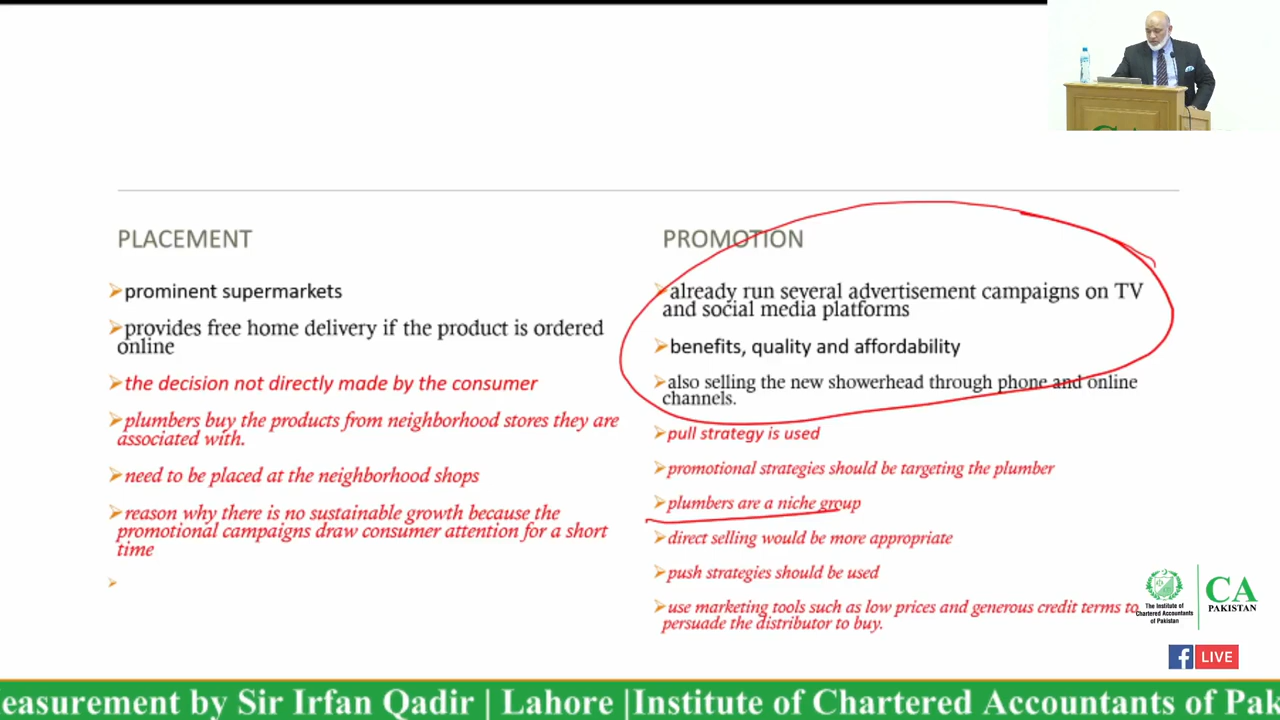 PLACEMENT
prominent supermarkets
provides free home delivery if the product is ordered
online
the decision not directly made by the consumer
plumbers buy the products from neighborhood stores they are
associated with.
need to be placed at the neighborhood shops
reason why there is no sustainable growth because the
promotional campaigns draw consumer attention for a short
time
PROMOTION
already run several advertisement campaigns on TV
and social media platforms
benefits, quality and affordability
also selling the new showerhead through phone and online
channels.
pull strategy is used
promotional strategies should be targeting the plumber
plumbers are a niche group
direct selling would be more appropriate
push strategies should be used
use marketing tools such as low prices and generous credit terms to
persuade the distributor to buy.
The Institute of
Chartered Accountants
of Pakistan
CA
PAKISTAN
f LIVE
easurement by Sir Irfan Qadir | Lahore |Institute of Chartered Accountants of Pak